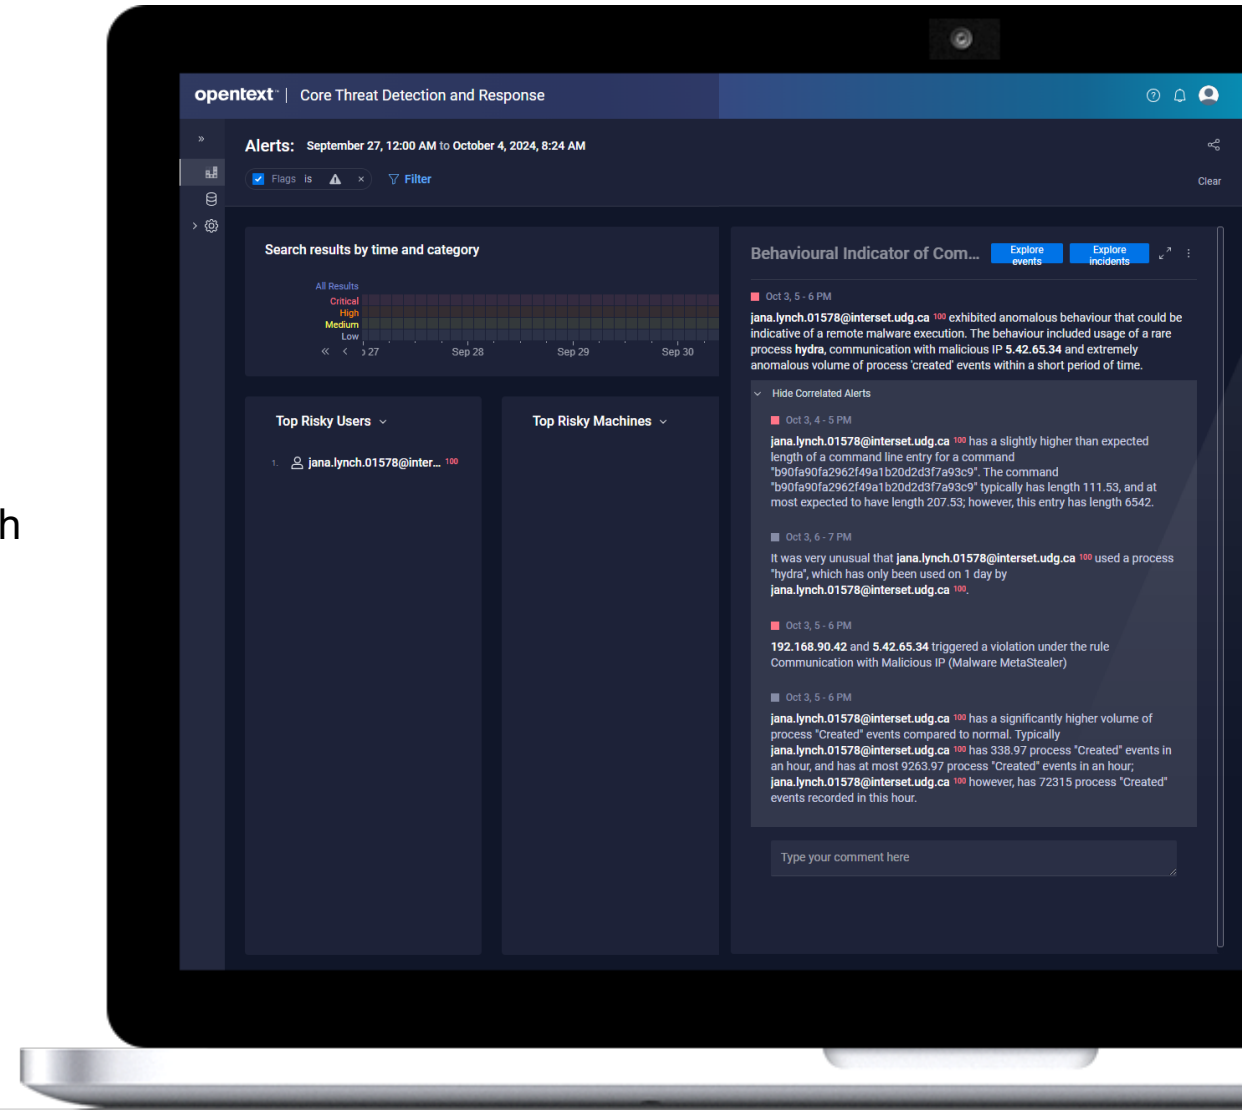 opentext™ | Core Threat Detection and Response
Alerts: September 27, 12:00 AM to October 4, 2024, 8:24 AM
Flags is × Filter
Clear
Search results by time and category
All Results
Critical
High
Medium
Low
27 Sep 28 Sep 29 Sep 30
Top Risky Users
1. jana.lynch.01578@inter... 100
Top Risky Machines
h
Behavioural Indicator of Com...
Explore events
Explore incidents
Oct 3, 5 - 6 PM
jana.lynch.01578@interset.udg.ca 100 exhibited anomalous behaviour that could be
indicative of a remote malware execution. The behaviour included usage of a rare
process hydra, communication with malicious IP 5.42.65.34 and extremely
anomalous volume of process 'created' events within a short period of time.
Hide Correlated Alerts
Oct 3, 4 - 5 PM
jana.lynch.01578@interset.udg.ca 100 has a slightly higher than expected
length of a command line entry for a command
"b90fa90fa2962f49a1b20d2d3f7a93c9". The command
"b90fa90fa2962f49a1b20d2d3f7a93c9" typically has length 111.53, and at
most expected to have length 207.53; however, this entry has length 6542.
Oct 3, 6 - 7 PM
It was very unusual that jana.lynch.01578@interset.udg.ca 100 used a process
"hydra", which has only been used on 1 day by
jana.lynch.01578@interset.udg.ca 100.
Oct 3, 5 - 6 PM
192.168.90.42 and 5.42.65.34 triggered a violation under the rule
Communication with Malicious IP (Malware MetaStealer)
Oct 3, 5 - 6 PM
jana.lynch.01578@interset.udg.ca 100 has a significantly higher volume of
process "Created" events compared to normal. Typically
jana.lynch.01578@interset.udg.ca 100 has 338.97 process "Created" events in
an hour, and has at most 9263.97 process "Created" events in an hour;
jana.lynch.01578@interset.udg.ca 100 however, has 72315 process "Created"
events recorded in this hour.
Type your comment here